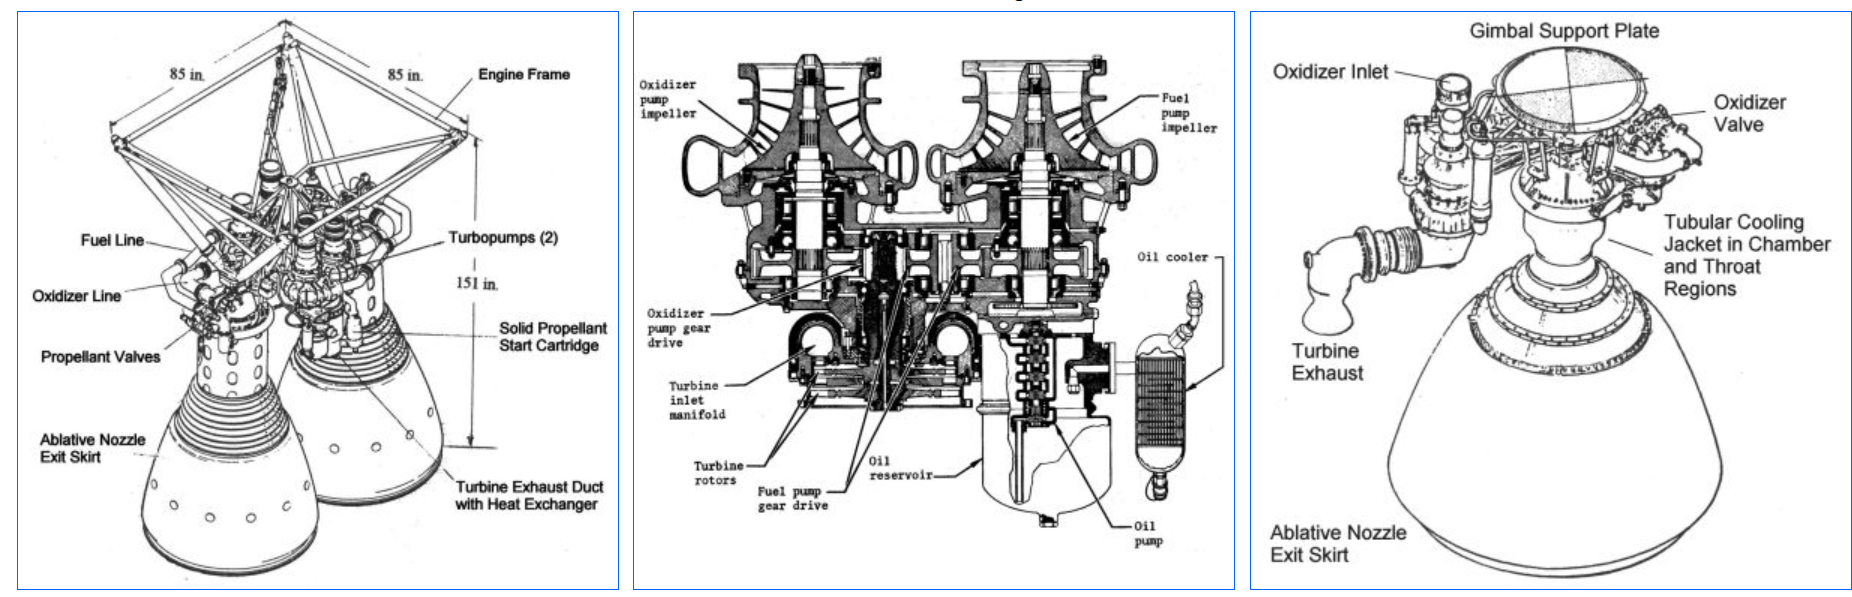 85 in.
85 in.
Engine Frame
Fuel Line
Turbopumps (2)
Oxidizer Line
151 in.
Solid Propellant
Start Cartridge
Propellant Valves
Ablative Nozzle
Exit Skirt
Turbine Exhaust Duct
with Heat Exchanger
Oxidizer
pump
impeller
Fuel
pump
impeller
Oil cooler
Oxidizer
pump gear
drive
Turbine
inlet
manifold
Turbine
rotors
Oil
reservoir
Fuel pump
gear drive
Oil
pump
Gimbal Support Plate
Oxidizer Inlet
Oxidizer
Valve
Tubular Cooling
Jacket in Chamber
and Throat
Regions
Turbine
Exhaust
Ablative Nozzle
Exit Skirt